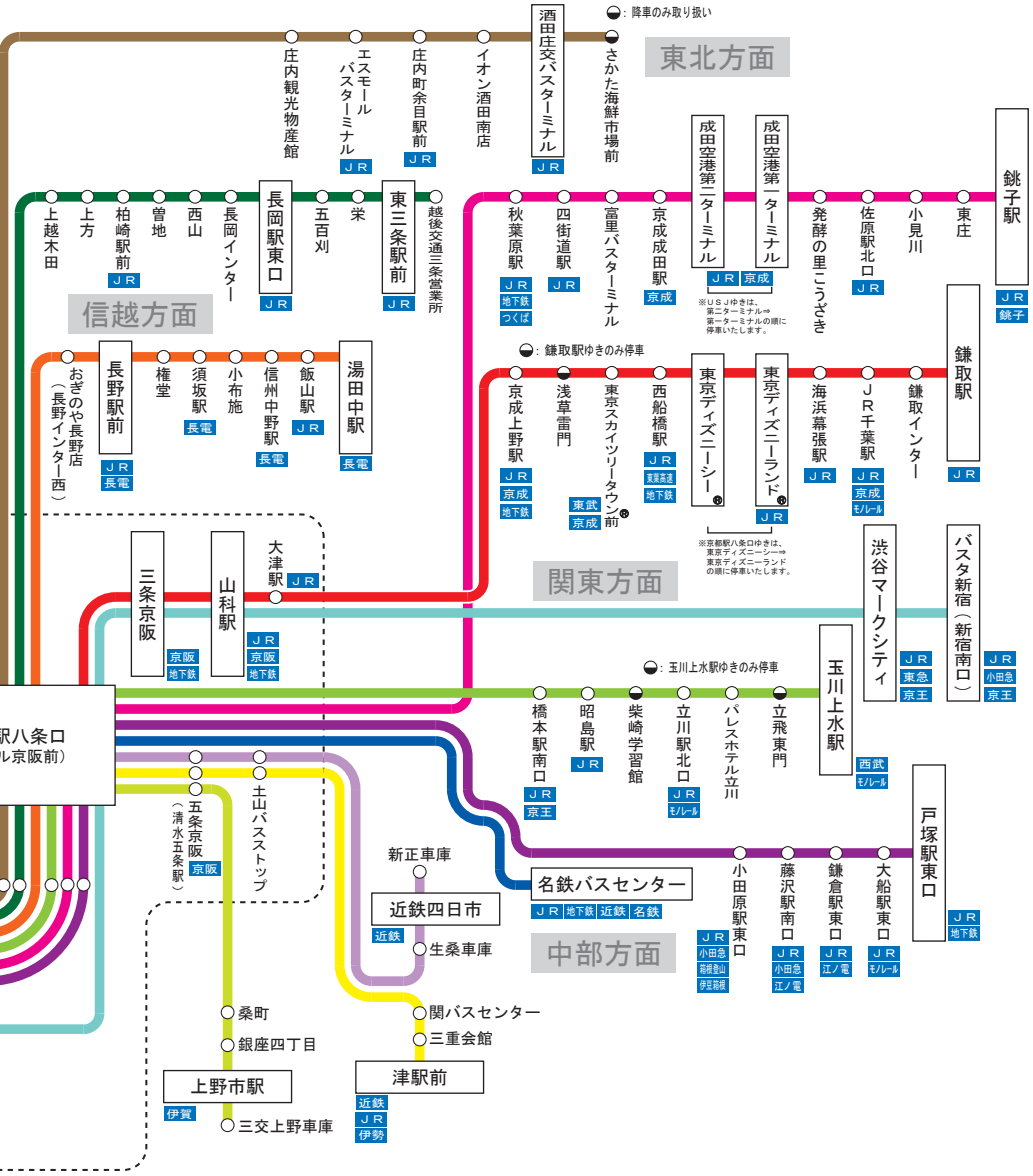 ：降車のみ取り扱い
東北方面
庄内観光物産館
エスモール
バスターミナル
ＪＲ
庄内町余目駅前
ＪＲ
イオン酒田南店
酒田庄交バスターミナル
ＪＲ
さかた海鮮市場前
上越木田
上方
柏崎駅前
ＪＲ
曽地
西山
長岡インター
長岡駅東口
ＪＲ
五百刈
栄
東三条駅前
ＪＲ
越後交通三条営業所
信越方面
秋葉原駅
ＪＲ
地下鉄
つくば
四街道駅
ＪＲ
富里バスターミナル
京成成田駅
京成
成田空港第二ターミナル
成田空港第一ターミナル
ＪＲ
京成
※ＵＳＪゆきは、
第二ターミナル⇒
第一ターミナルの順に
停車いたします。
発酵の里こうざき
佐原駅北口
ＪＲ
小見川
東庄
銚子駅
ＪＲ
銚子
おぎのや長野店
（長野インター西）
長野駅前
ＪＲ
長電
権堂
須坂駅
長電
小布施
信州中野駅
長電
飯山駅
ＪＲ
湯田中駅
長電
：鎌取駅ゆきのみ停車
京成上野駅
ＪＲ
京成
地下鉄
浅草雷門
東京スカイツリータウン®前
東武
京成
西船橋駅
ＪＲ
東葉高速
地下鉄
東京ディズニーシー®
東京ディズニーランド®
ＪＲ
※京都駅八条口ゆきは、
東京ディズニーシー⇒
東京ディズニーランド
の順に停車いたします。
海浜幕張駅
ＪＲ
ＪＲ千葉駅
ＪＲ
京成
モノレール
鎌取インター
鎌取駅
ＪＲ
関東方面
三条京阪
京阪
地下鉄
山科駅
ＪＲ
京阪
地下鉄
大津駅
ＪＲ
渋谷マークシティ
ＪＲ
東急
京王
バスタ新宿（新宿南口）
ＪＲ
小田急
京王
：玉川上水駅ゆきのみ停車
橋本駅南口
ＪＲ
京王
昭島駅
ＪＲ
柴崎学習館
立川駅北口
ＪＲ
モノレール
パレスホテル立川
立飛東門
玉川上水駅
西武
モノレール
駅八条口
ル京阪前）
五条京阪
（清水五条駅）
京阪
土山バスストップ
小田原駅東口
ＪＲ
小田急
箱根登山
伊豆箱根
藤沢駅南口
ＪＲ
小田急
江ノ電
鎌倉駅東口
ＪＲ
江ノ電
大船駅東口
ＪＲ
モノレール
戸塚駅東口
ＪＲ
地下鉄
名鉄バスセンター
ＪＲ
地下鉄
近鉄
名鉄
中部方面
新正車庫
近鉄四日市
近鉄
生桑車庫
関バスセンター
三重会館
津駅前
近鉄
ＪＲ
伊勢
桑町
銀座四丁目
上野市駅
伊賀
三交上野車庫